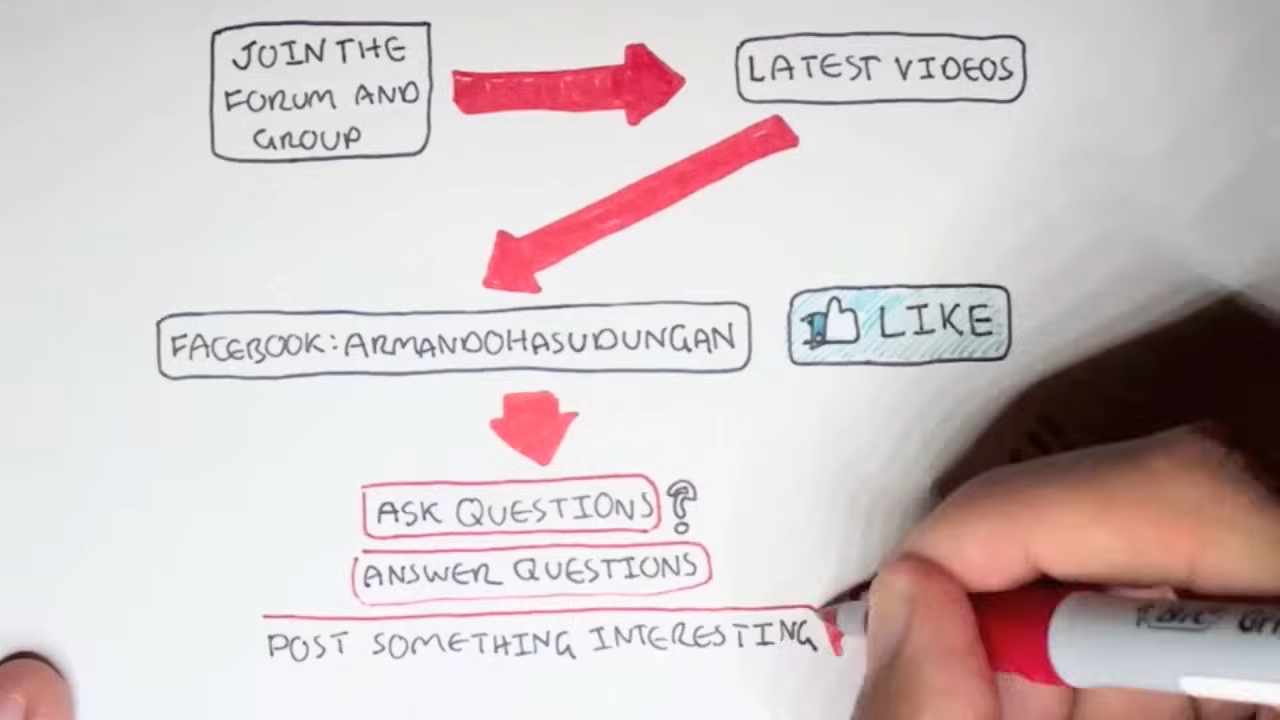 JOIN THE
FORUM AND
GROUP
LATEST VIDEOS
FACEBOOK: ARMANDOHASUDUNGAN
LIKE
ASK QUESTIONS ?
ANSWER QUESTIONS
POST SOMETHING INTERESTING